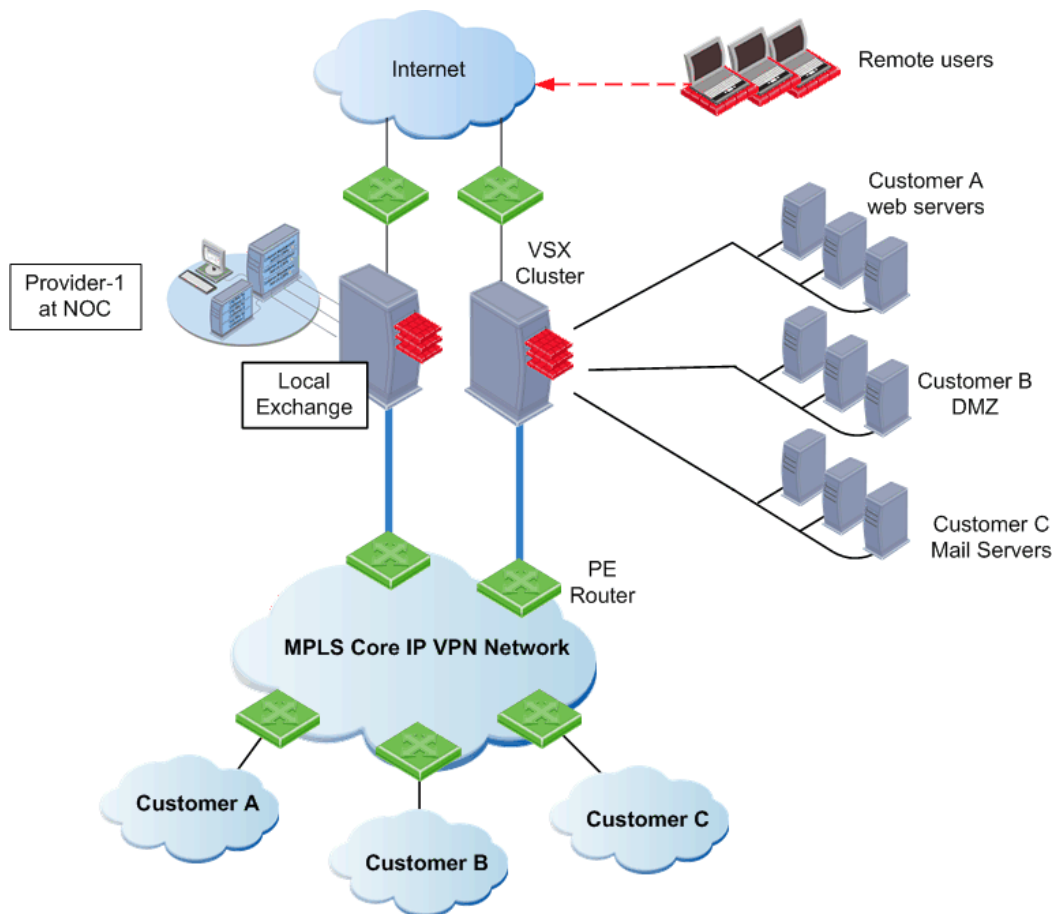 Internet
Remote users
Customer A
web servers
VSX
Cluster
Provider-1
at NOC
Local
Exchange
Customer B
DMZ
Customer C
Mail Servers
PE
Router
MPLS Core IP VPN Network
Customer A
Customer B
Customer C